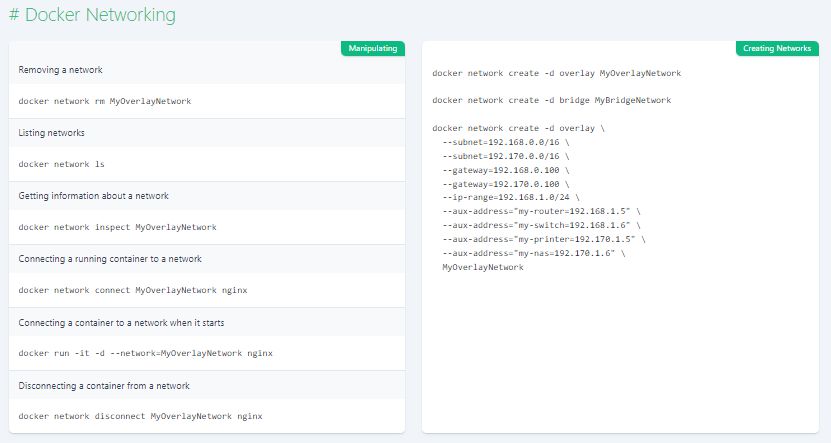 # Docker Networking
Manipulating
Removing a network
docker network rm MyOverlayNetwork
Listing networks
docker network ls
Getting information about a network
docker network inspect MyOverlayNetwork
Connecting a running container to a network
docker network connect MyOverlayNetwork nginx
Connecting a container to a network when it starts
docker run -it -d --network=MyOverlayNetwork nginx
Disconnecting a container from a network
docker network disconnect MyOverlayNetwork nginx
Creating Networks
docker network create -d overlay MyOverlayNetwork
docker network create -d bridge MyBridgeNetwork
docker network create -d overlay \
  --subnet=192.168.0.0/16 \
  --subnet=192.170.0.0/16 \
  --gateway=192.168.0.100 \
  --gateway=192.170.0.100 \
  --ip-range=192.168.1.0/24 \
  --aux-address="my-router=192.168.1.5" \
  --aux-address="my-switch=192.168.1.6" \
  --aux-address="my-printer=192.170.1.5" \
  --aux-address="my-nas=192.170.1.6" \
  MyOverlayNetwork